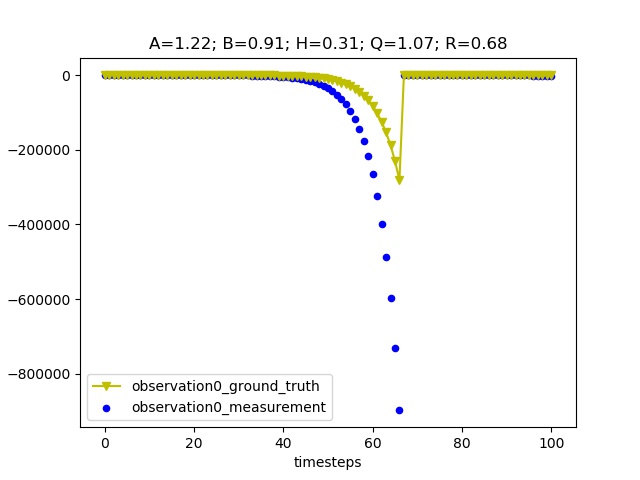 A=1.22; B=0.91; H=0.31; Q=1.07; R=0.68
0
−200000
−400000
−600000
−800000
observation0_ground_truth
observation0_measurement
0 20 40 60 80 100
timesteps